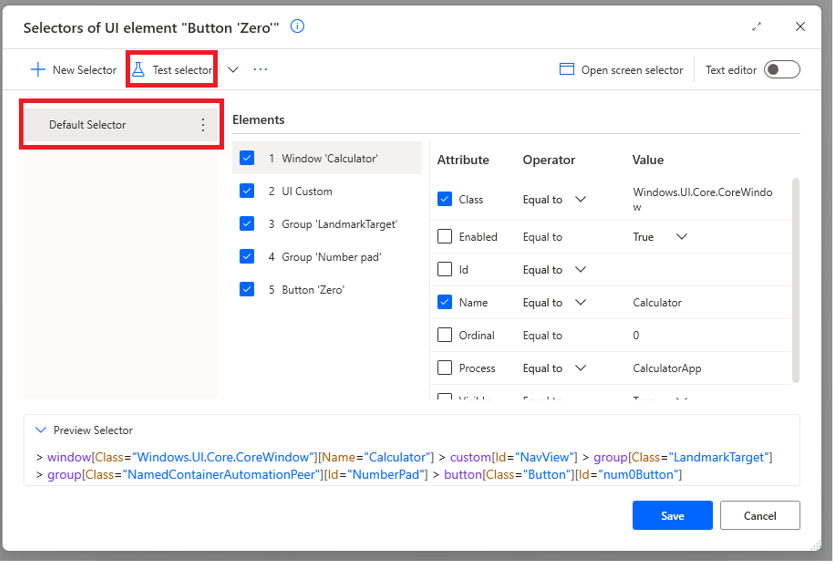 Selectors of UI element "Button 'Zero'"
New Selector Test selector Open screen selector Text editor
Default Selector
Elements
1 Window 'Calculator'
2 UI Custom
3 Group 'LandmarkTarget'
4 Group 'Number pad'
5 Button 'Zero'
Attribute Operator Value
Class Equal to Windows.UI.Core.CoreWindo
w
Enabled Equal to True
Id Equal to
Name Equal to Calculator
Ordinal Equal to 0
Process Equal to CalculatorApp
Preview Selector
> window[Class="Windows.UI.Core.CoreWindow"][Name="Calculator"] > custom[Id="NavView"] > group[Class="LandmarkTarget"]
> group[Class="NamedContainerAutomationPeer"][Id="NumberPad"] > button[Class="Button"][Id="num0Button"]
Save Cancel